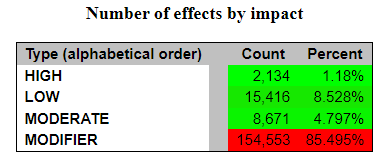 Number of effects by impact
Type (alphabetical order) Count Percent
HIGH 2,134 1.18%
LOW 15,416 8.528%
MODERATE 8,671 4.797%
MODIFIER 154,553 85.495%